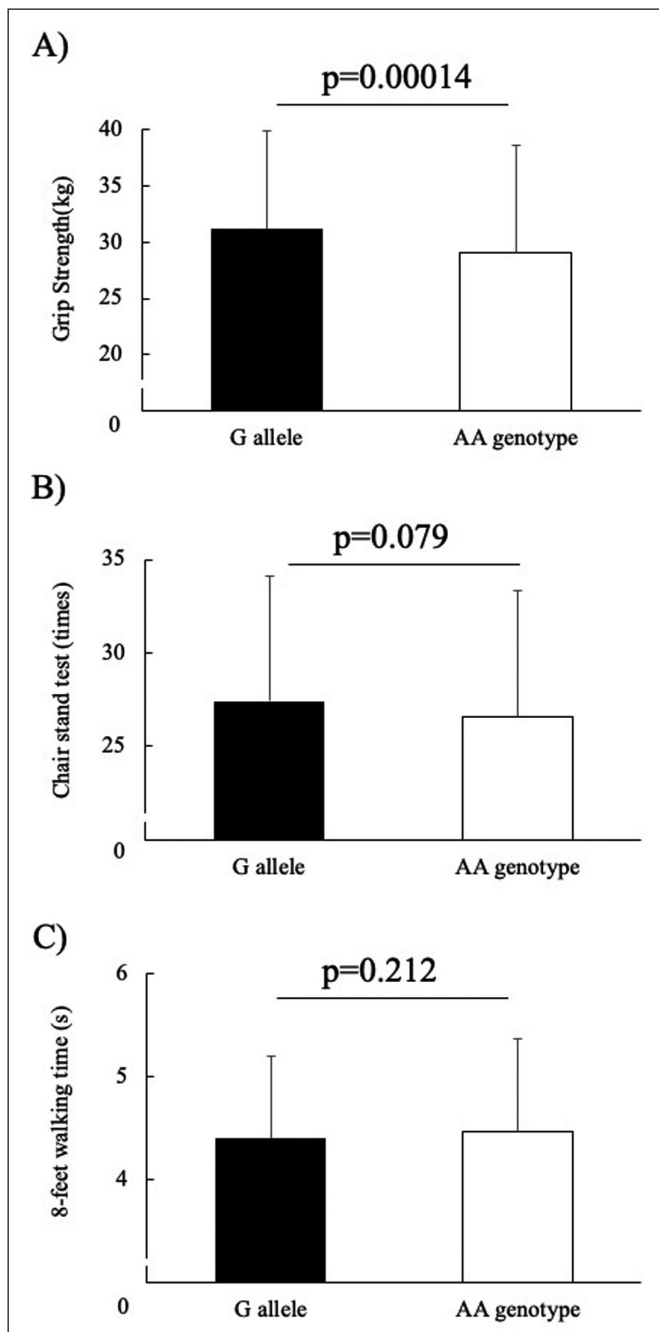 A)
p=0.00014
Grip Strength(kg)
40
35
30
25
20
0
G allele
AA genotype
B)
p=0.079
Chair stand test (times)
35
30
25
0
G allele
AA genotype
C)
p=0.212
8-feet walking time (s)
6
5
4
0
G allele
AA genotype